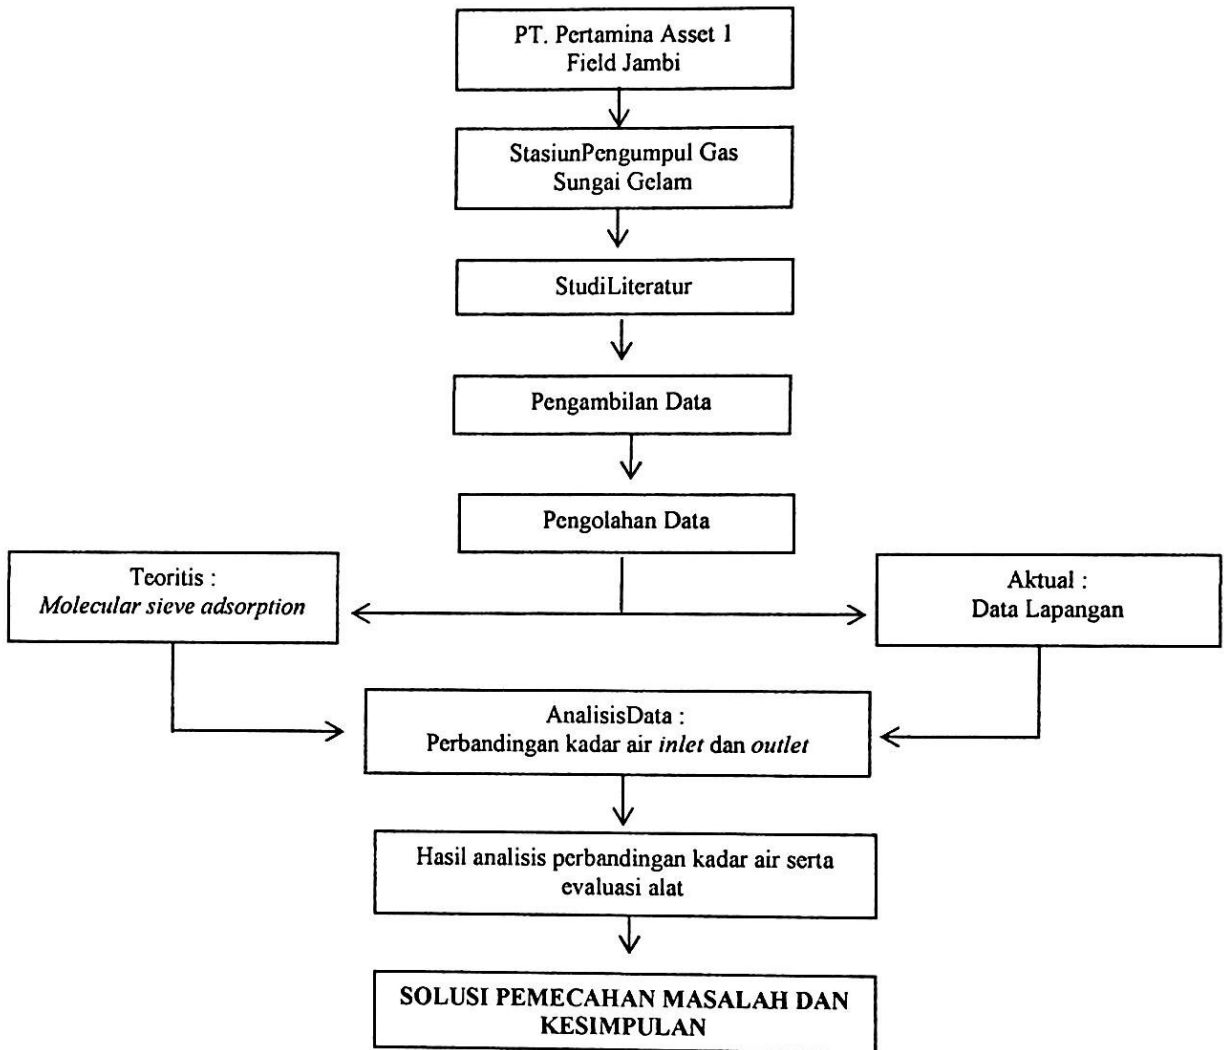 PT. Pertamina Asset 1
Field Jambi
StasiunPengumpul Gas
Sungai Gelam
StudiLiteratur
Pengambilan Data
Pengolahan Data
Teoritis :
Molecular sieve adsorption
Aktual :
Data Lapangan
AnalisisData :
Perbandingan kadar air inlet dan outlet
Hasil analisis perbandingan kadar air serta
evaluasi alat
SOLUSI PEMECAHAN MASALAH DAN
KESIMPULAN